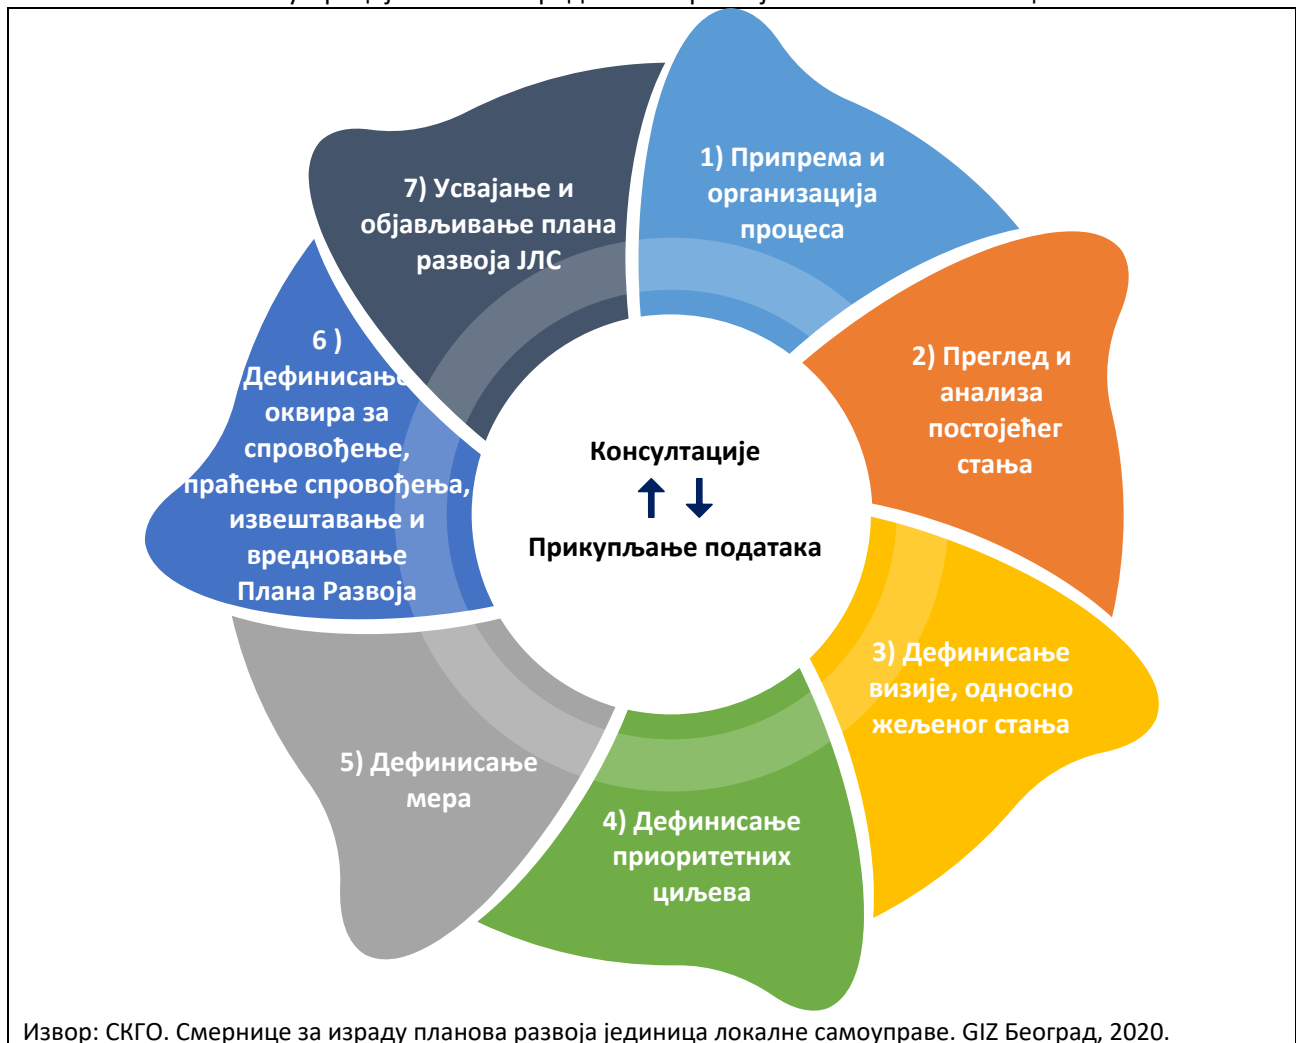 1) Припрема и
организација
процеса
2) Преглед и
анализа
постојећег
стања
3) Дефинисање
визије, односно
жељеног стања
4) Дефинисање
приоритетних
циљева
5) Дефинисање
мера
6 )
Дефинисање
оквира за
спровођење,
праћење спровођења,
извештавање и
вредновање
Плана Развоја
7) Усвајање и
објављивање плана
развоја ЈЛС
Консултације
Прикупљање података
Извор: СКГО. Смернице за израду планова развоја јединица локалне самоуправе. GIZ Београд, 2020.